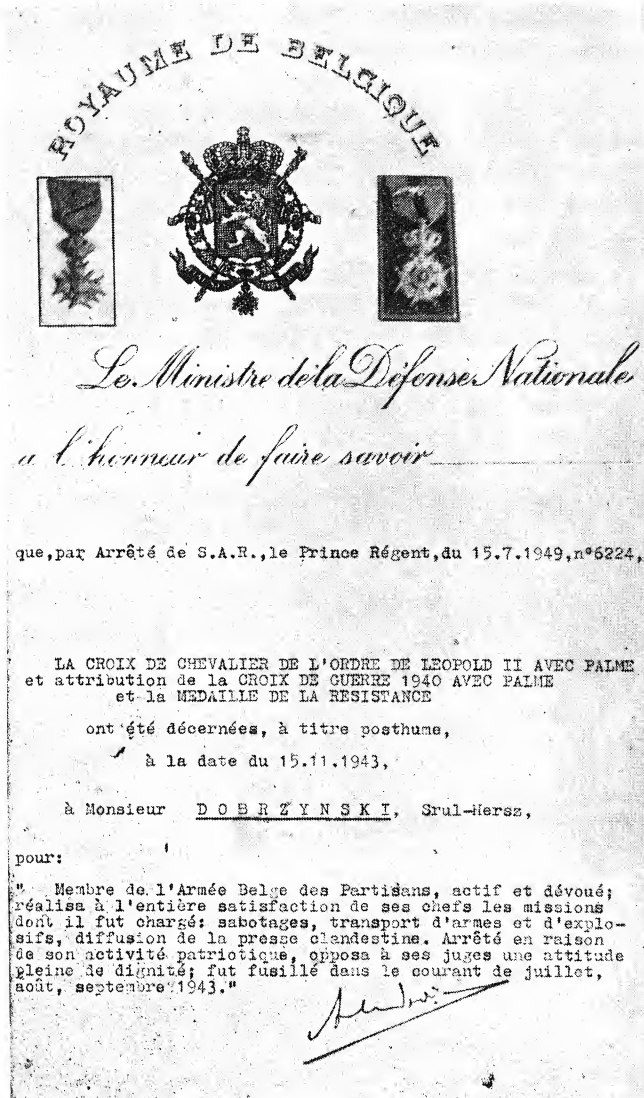 ROYAUME DE BELGIQUE
Le Ministre de la Défense Nationale
a l'honneur de faire savoir
que,par Arrêté de S.A.R.,le Prince Régent,du 15.7.1949,n°6224,
LA CROIX DE CHEVALIER DE L'ORDRE DE LEOPOLD II AVEC PALME
et attribution de la CROIX DE GUERRE 1940 AVEC PALME
et la MEDAILLE DE LA RESISTANCE
ont été décernées, à titre posthume,
à la date du 15.11.1943,
à Monsieur D O B R Z Y N S K I, Srul-Hersz,
pour:
" Membre de l'Armée Belge des Partisans, actif et dévoué;
réalisa à l'entière satisfaction de ses chefs les missions
dont il fut chargé: sabotages, transport d'armes et d'explo-
sifs, diffusion de la presse clandestine. Arrêté en raison
de son activité patriotique, opposa à ses juges une attitude
pleine de dignité; fut fusillé dans le courant de juillet,
août, septembre 1943."